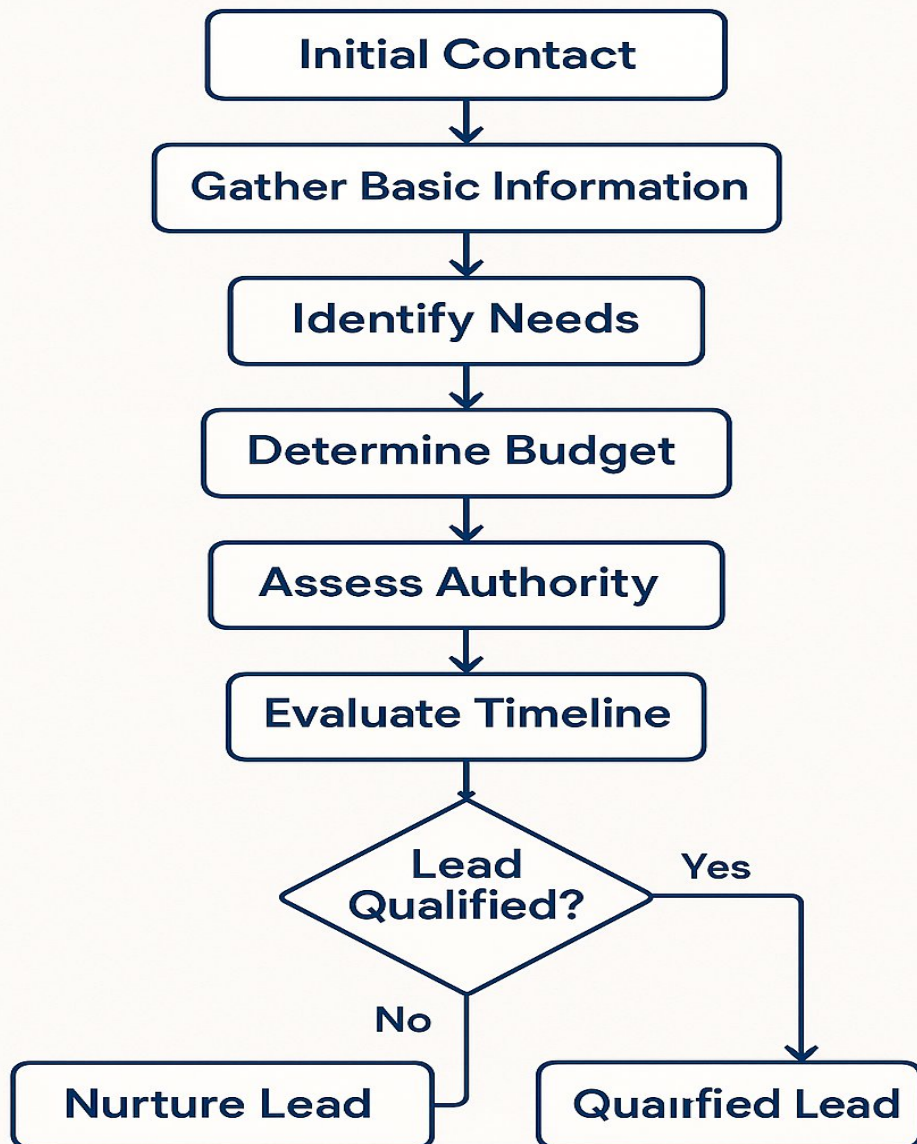 Initial Contact
Gather Basic Information
Identify Needs
Determine Budget
Assess Authority
Evaluate Timeline
Lead
Qualified?
Yes
No
Nurture Lead
Lead